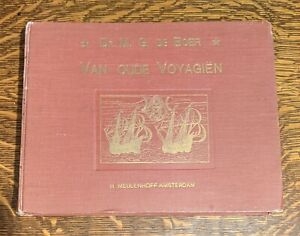 ★ Dr. M. G. de Boer ★
Van oude Voyagiën
H. MEULENHOFF-AMSTERDAM